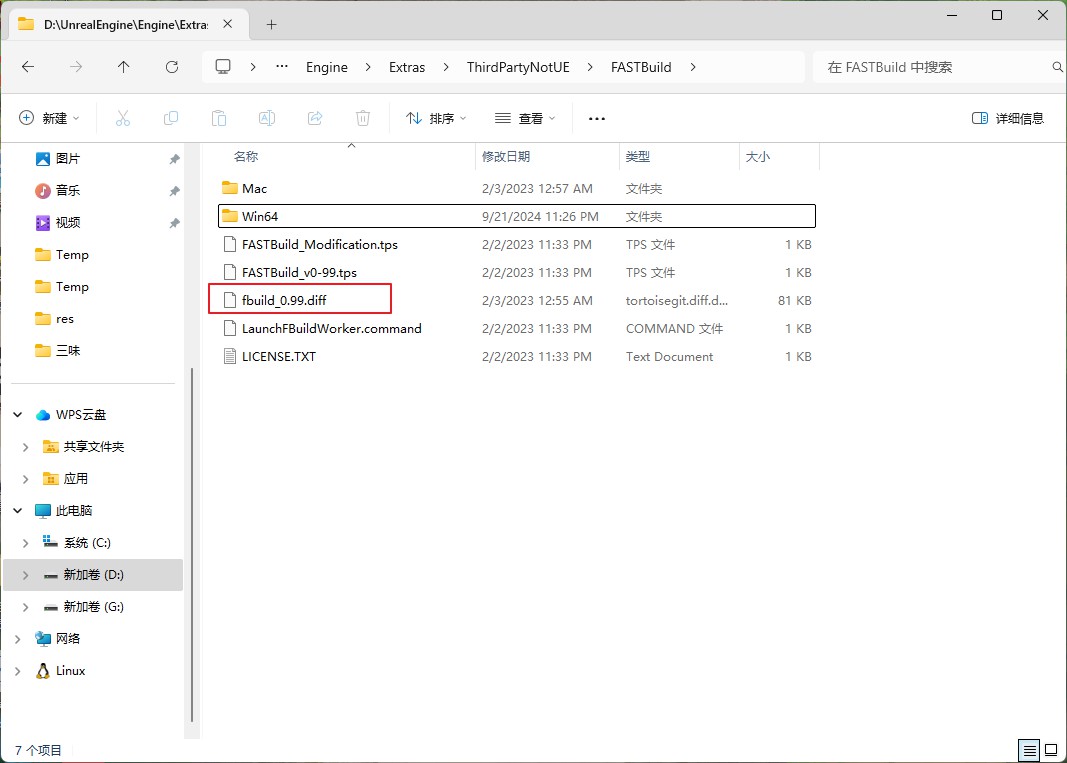 D:\UnrealEngine\Engine\Extras
Engine Extras ThirdPartyNotUE FASTBuild
在 FASTBuild 中搜索
新建 排序 查看 详细信息
图片
音乐
视频
Temp
Temp
res
三味
WPS云盘
共享文件夹
应用
此电脑
系统 (C:)
新加卷 (D:)
新加卷 (G:)
网络
Linux
名称 修改日期 类型 大小
Mac 2/3/2023 12:57 AM 文件夹
Win64 9/21/2024 11:26 PM 文件夹
FASTBuild_Modification.tps 2/2/2023 11:33 PM TPS 文件 1 KB
FASTBuild_v0-99.tps 2/2/2023 11:33 PM TPS 文件 1 KB
fbuild_0.99.diff 2/3/2023 12:55 AM tortoisegit.diff.d... 81 KB
LaunchFBuildWorker.command 2/2/2023 11:33 PM COMMAND 文件 1 KB
LICENSE.TXT 2/2/2023 11:33 PM Text Document 1 KB
7 个项目